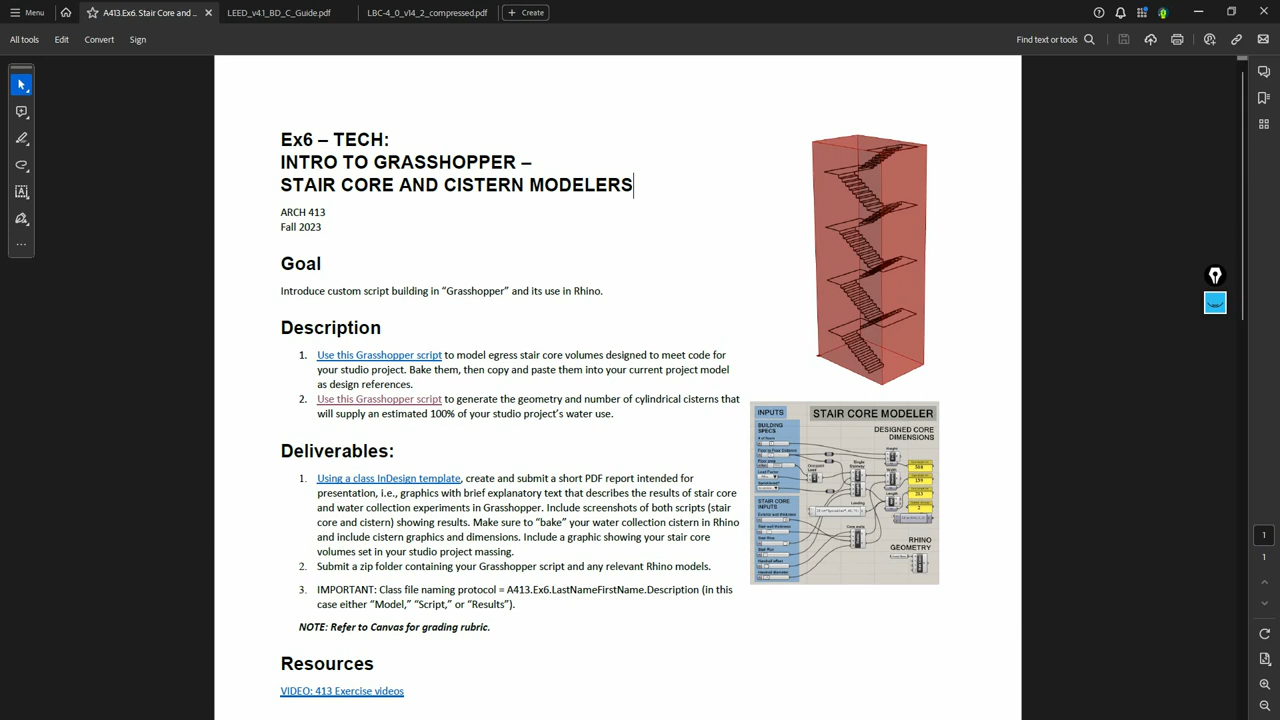 Menu
A413.Ex6. Stair Core and ...
LEED_v4.1_BD_C_Guide.pdf
LBC-4_0_v14_2_compressed.pdf
+ Create
All tools
Edit
Convert
Sign
Find text or tools
Ex6 – TECH:
INTRO TO GRASSHOPPER –
STAIR CORE AND CISTERN MODELERS
ARCH 413
Fall 2023
Goal
Introduce custom script building in “Grasshopper” and its use in Rhino.
Description
1. Use this Grasshopper script to model egress stair core volumes designed to meet code for
your studio project. Bake them, then copy and paste them into your current project model
as design references.
2. Use this Grasshopper script to generate the geometry and number of cylindrical cisterns that
will supply an estimated 100% of your studio project’s water use.
INPUTS
STAIR CORE MODELER
BUILDING
SPECS
DESIGNED CORE
DIMENSIONS
STAIR CORE
INPUTS
RHINO
GEOMETRY
Deliverables:
1. Using a class InDesign template, create and submit a short PDF report intended for
presentation, i.e., graphics with brief explanatory text that describes the results of stair core
and water collection experiments in Grasshopper. Include screenshots of both scripts (stair
core and cistern) showing results. Make sure to “bake” your water collection cistern in Rhino
and include cistern graphics and dimensions. Include a graphic showing your stair core
volumes set in your studio project massing.
2. Submit a zip folder containing your Grasshopper script and any relevant Rhino models.
3. IMPORTANT: Class file naming protocol = A413.Ex6.LastNameFirstName.Description (in this
case either “Model,” “Script,” or “Results”).
NOTE: Refer to Canvas for grading rubric.
Resources
VIDEO: 413 Exercise videos
1
1